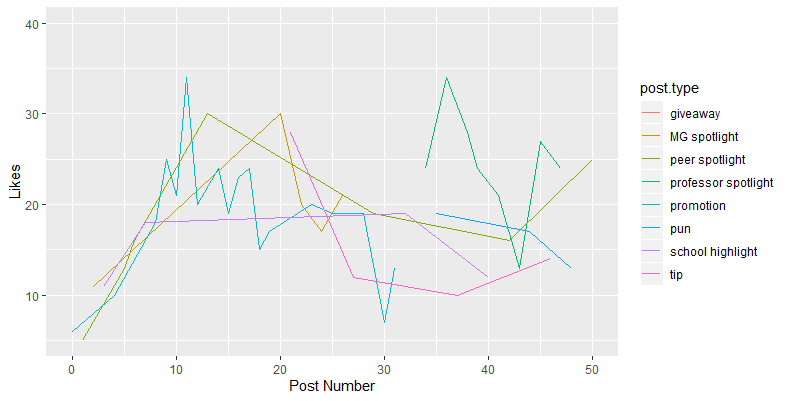 40
30
20
10
Likes
0 10 20 30 40 50
Post Number
post.type
giveaway
MG spotlight
peer spotlight
professor spotlight
promotion
pun
school highlight
tip